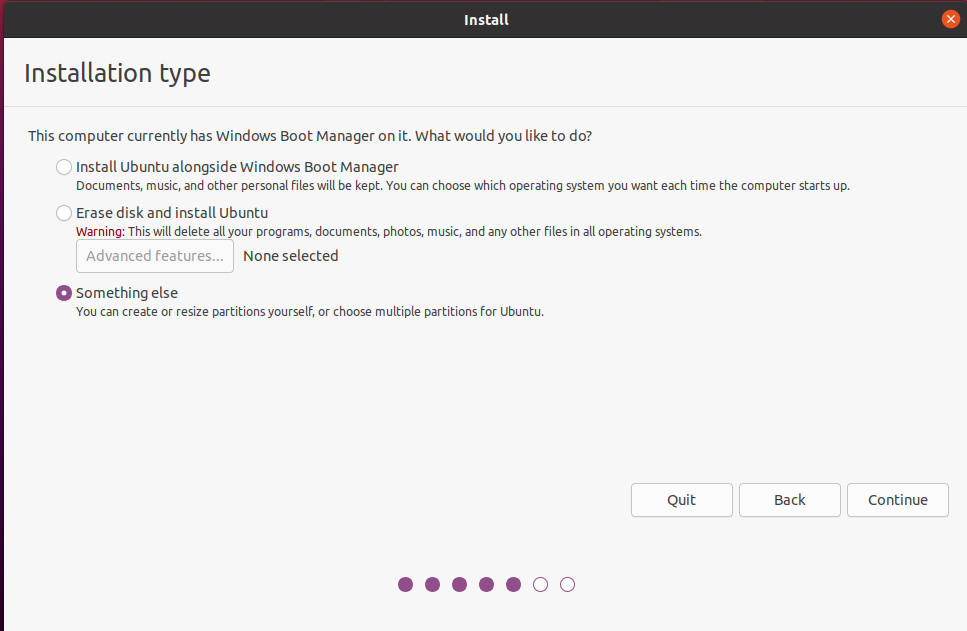 Install
Installation type
This computer currently has Windows Boot Manager on it. What would you like to do?
Install Ubuntu alongside Windows Boot Manager
Documents, music, and other personal files will be kept. You can choose which operating system you want each time the computer starts up.
Erase disk and install Ubuntu
Warning: This will delete all your programs, documents, photos, music, and any other files in all operating systems.
Advanced features... None selected
Something else
You can create or resize partitions yourself, or choose multiple partitions for Ubuntu.
Quit Back Continue